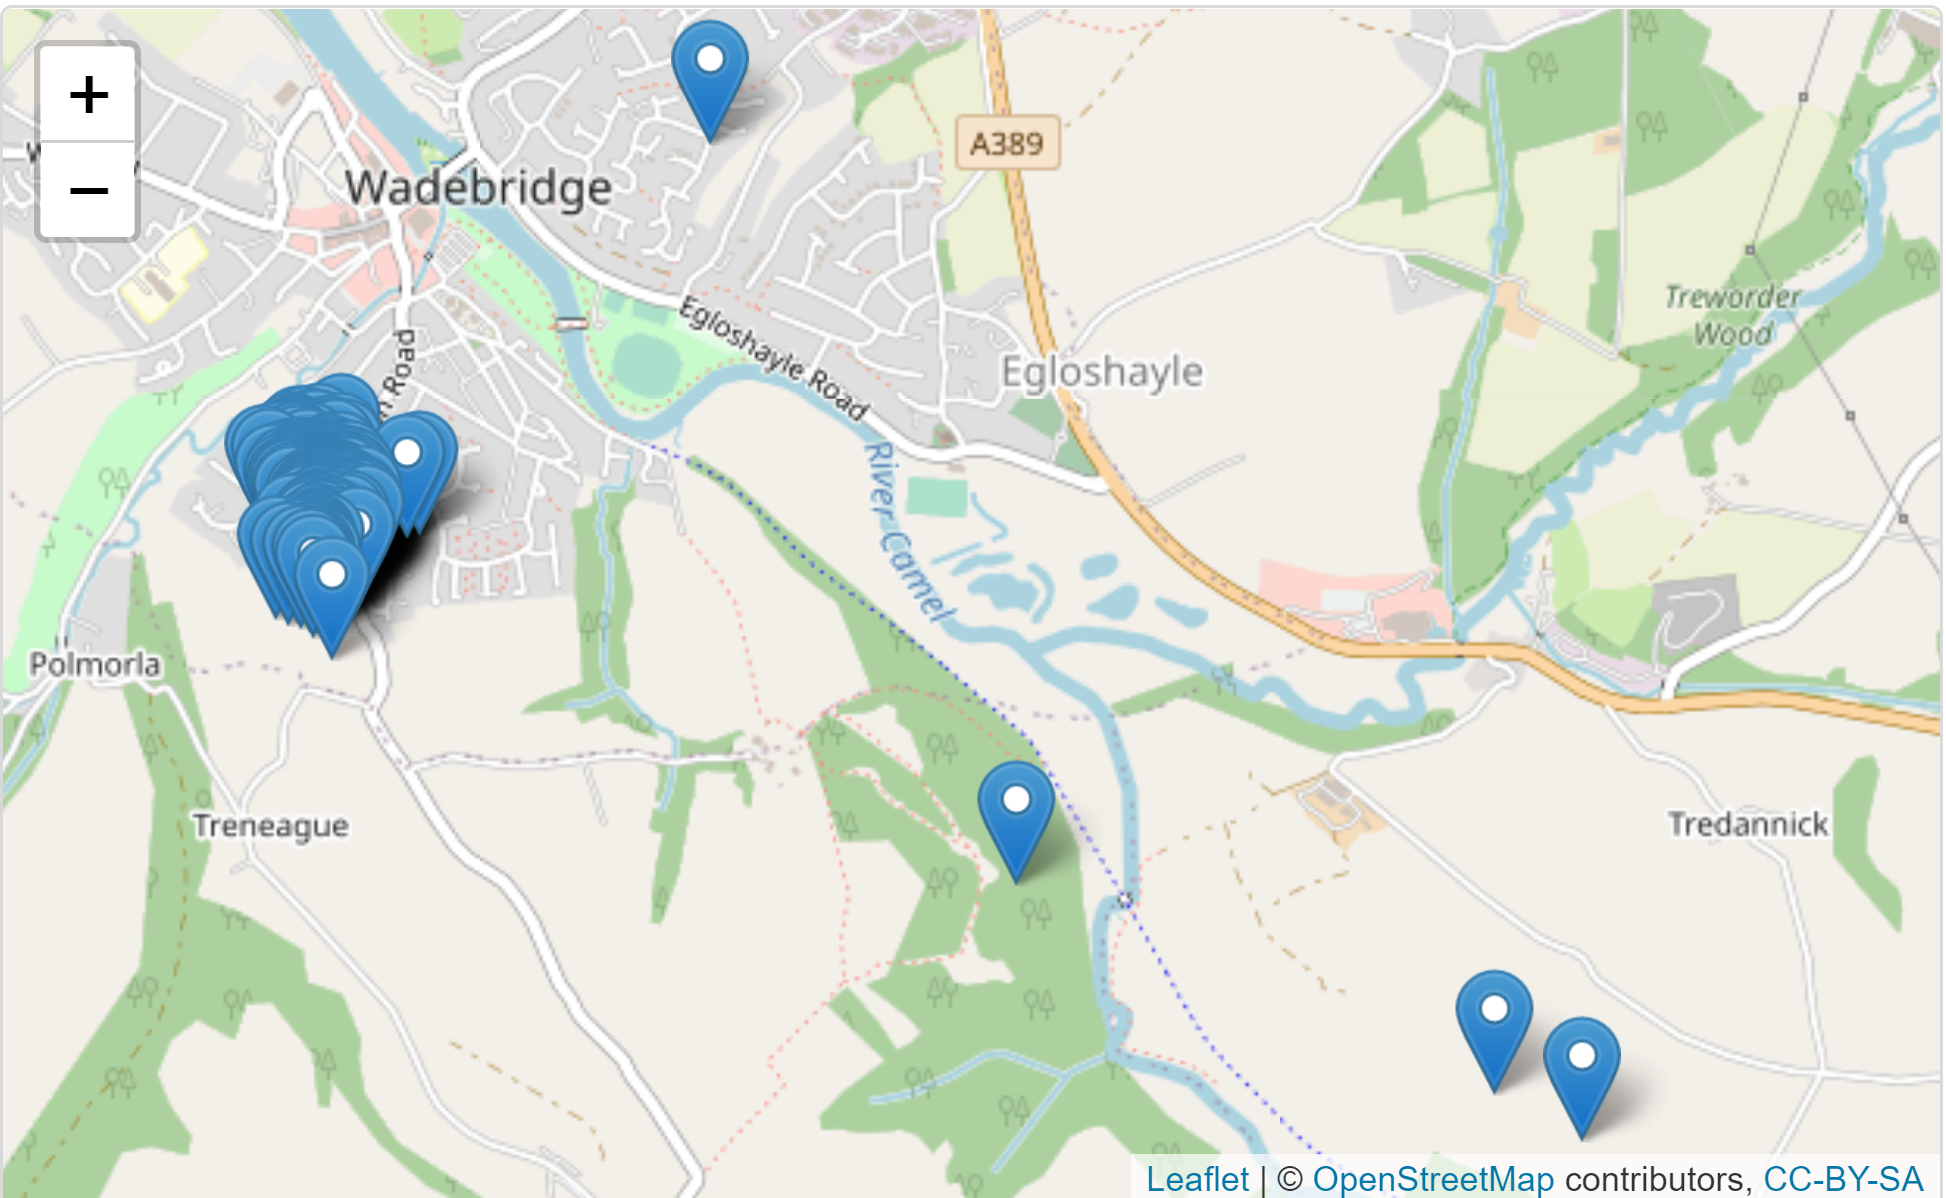 +
−
A389
Wadebridge
Treworder
Wood
Egloshayle Road
Egloshayle
Road
River Camel
Polmorla
Treneague
Tredannick
Leaflet | © OpenStreetMap contributors, CC-BY-SA